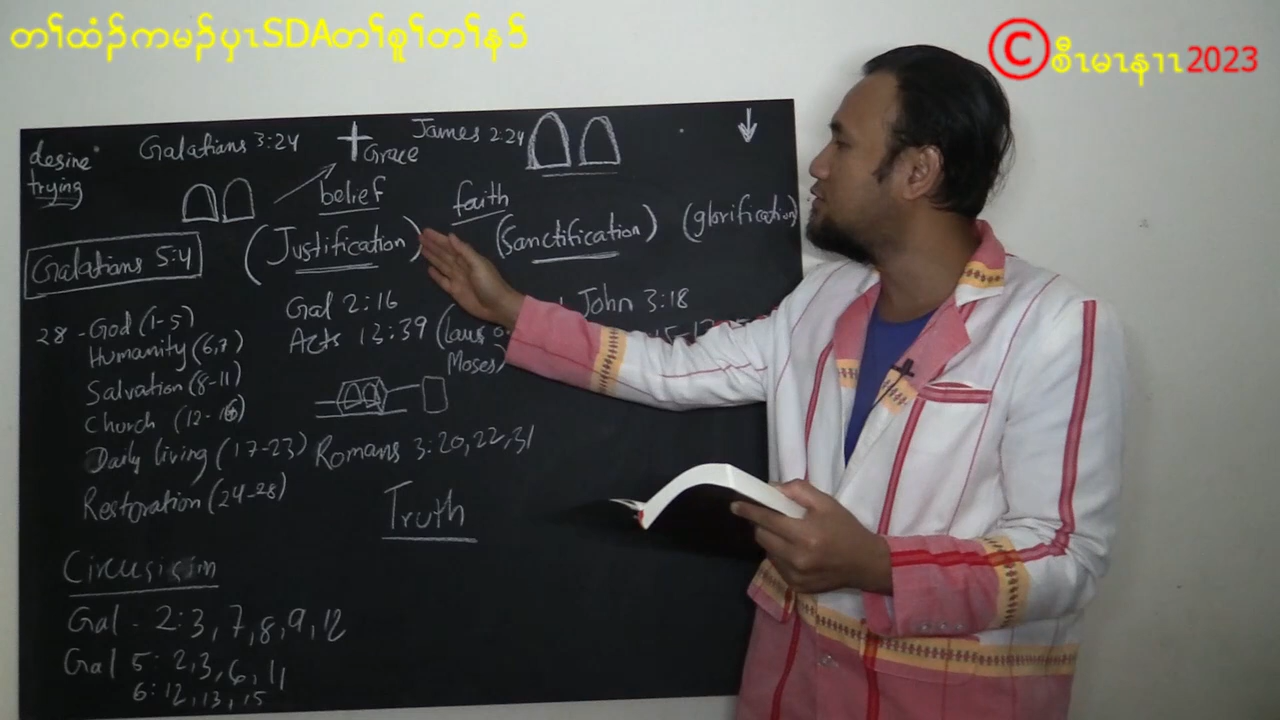 တၢ်ထံၣ်ကမၣ်ပှၤSDAတၢ်စူၢ်တၢ်နာ်
© စီၤမၤနၤ 2023
desire
trying
Galatians 3:24
Grace
James 2:24
belief
faith
Galatians 5:4
(Justification)
(Sanctification)
(glorification)
Gal 2:16
John 3:18
Acts 13:39 (laws
Moses)
28 - God (1-5)
Humanity (6,7)
Salvation (8-11)
Church (12-
Daily living (17-23)
Restoration (24-28)
Romans 3:20,22,31
Truth
Circusisim
Gal - 2:3, 7, 8, 9, 12
Gal 5: 2,3, 6, 11
6: 12, 13, 15